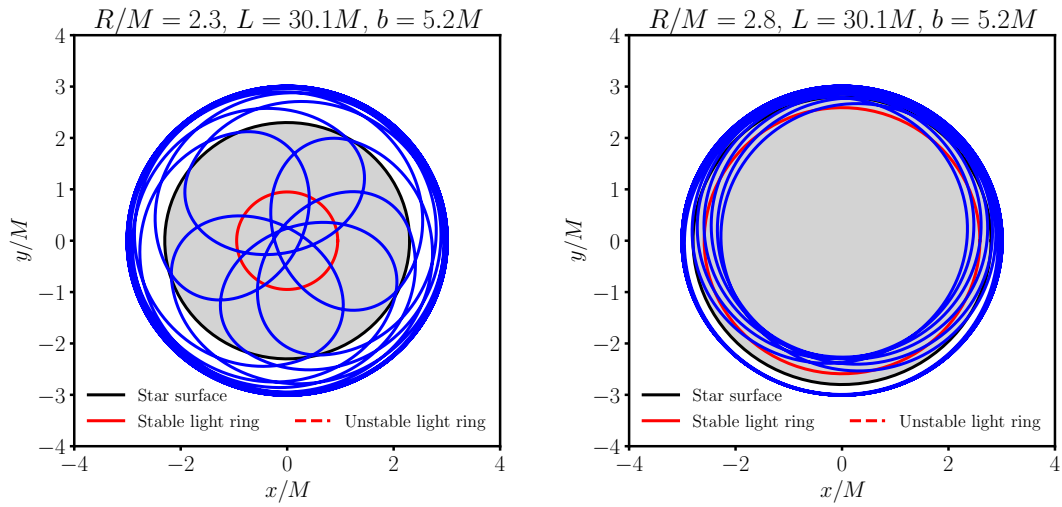 R/M = 2.3, L = 30.1M, b = 5.2M
4
3
2
1
0
−1
−2
−3
−4
y/M
Star surface
Stable light ring
Unstable light ring
−4 −2 0 2 4
x/M
R/M = 2.8, L = 30.1M, b = 5.2M
4
3
2
1
0
−1
−2
−3
−4
y/M
Star surface
Stable light ring
Unstable light ring
−4 −2 0 2 4
x/M